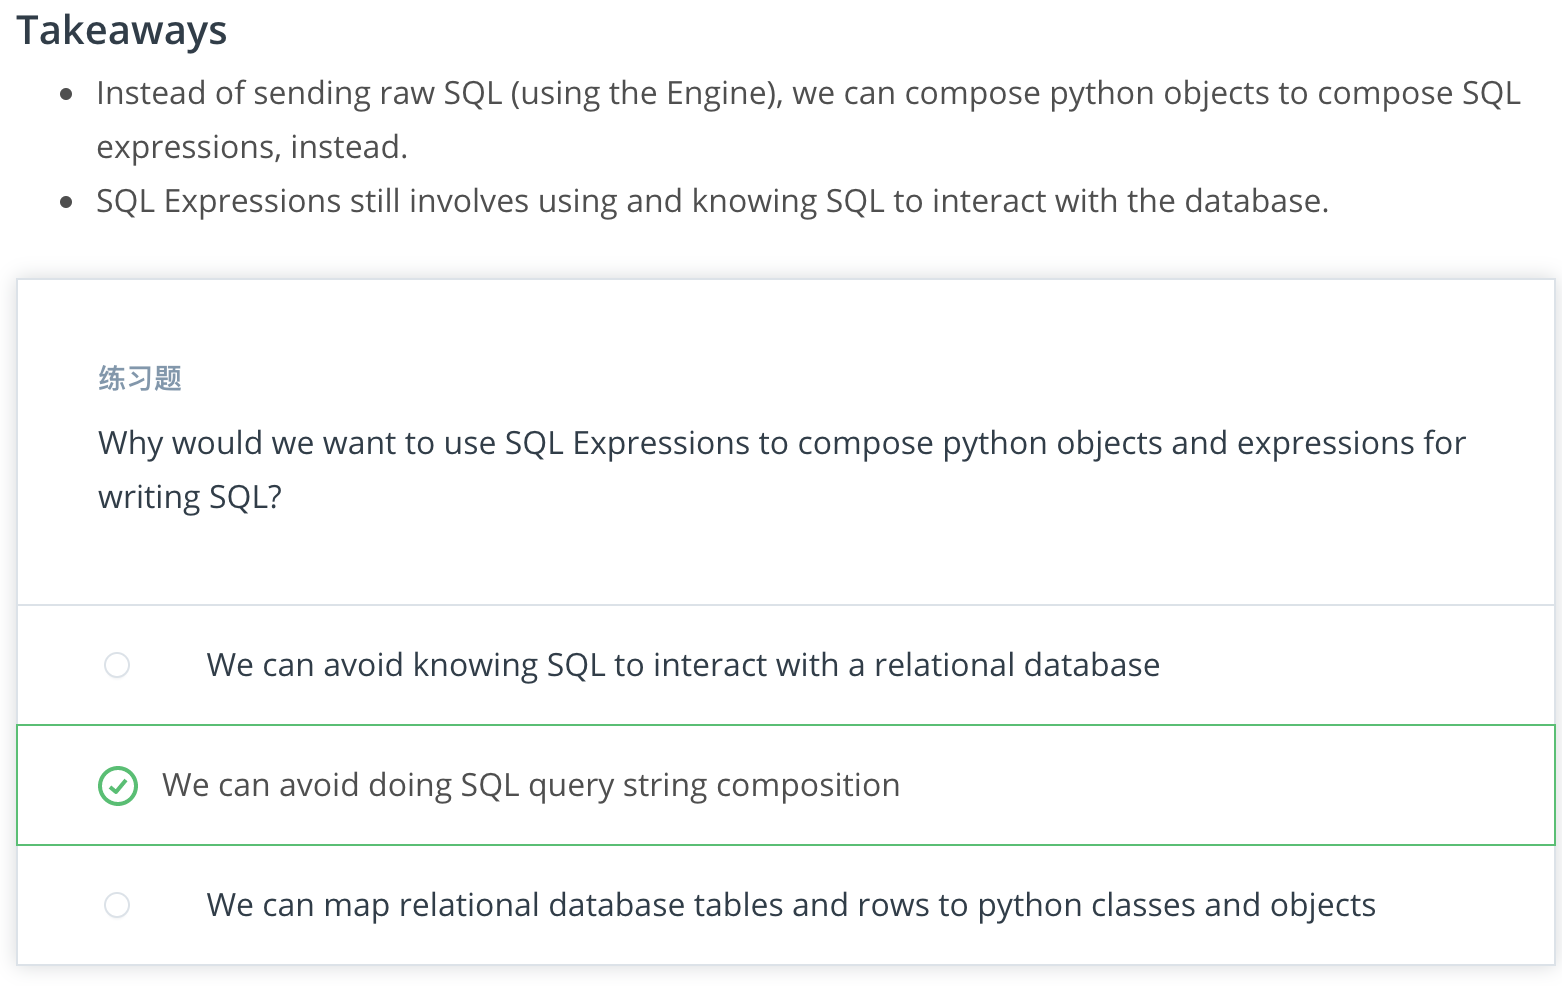 Takeaways
Instead of sending raw SQL (using the Engine), we can compose python objects to compose SQL
expressions, instead.
SQL Expressions still involves using and knowing SQL to interact with the database.
练习题
Why would we want to use SQL Expressions to compose python objects and expressions for
writing SQL?
We can avoid knowing SQL to interact with a relational database
We can avoid doing SQL query string composition
We can map relational database tables and rows to python classes and objects